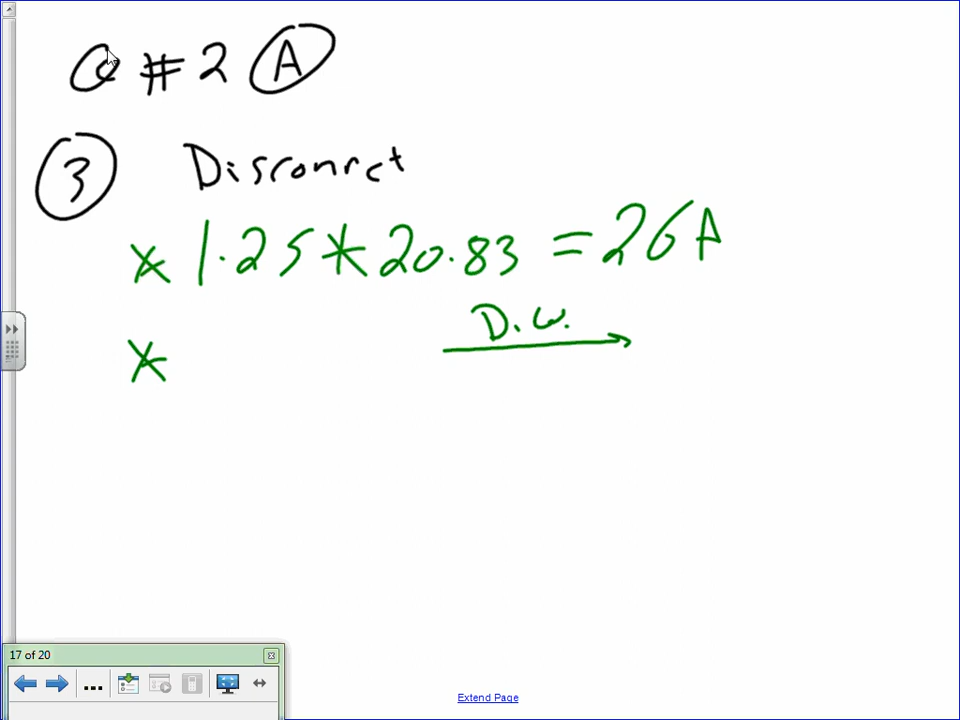 Q #2 A
3 Disconnect
* 1.25 * 20.83 = 26A
D.W.
*
17 of 20
...
Extend Page